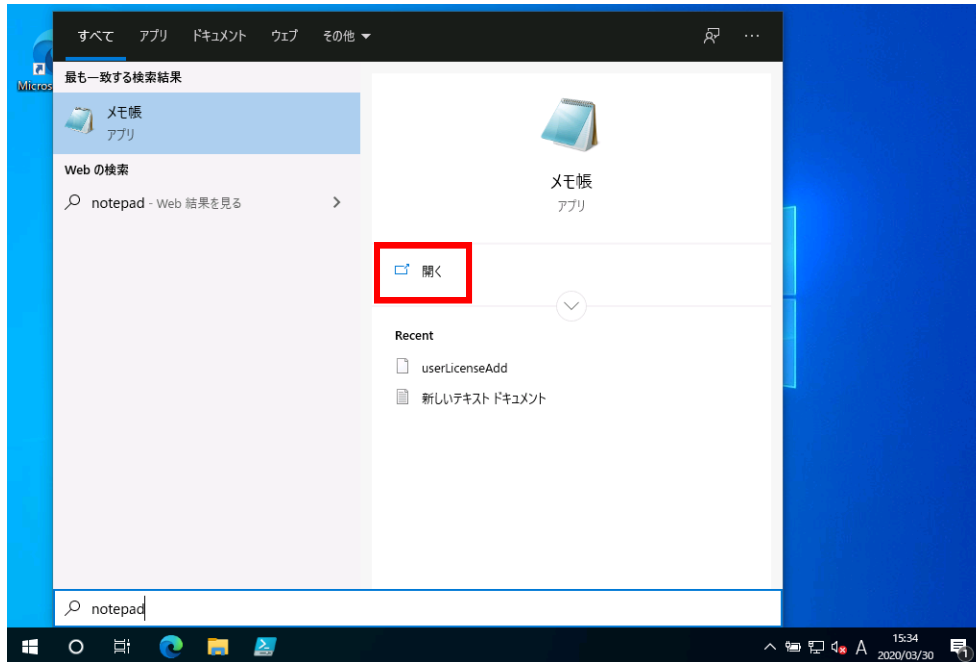 すべて アプリ ドキュメント ウェブ その他
最も一致する検索結果
メモ帳
アプリ
Web の検索
notepad - Web 結果を見る
メモ帳
アプリ
開く
Recent
userLicenseAdd
新しいテキスト ドキュメント
Micros
notepad
A
15:34
2020/03/30
1